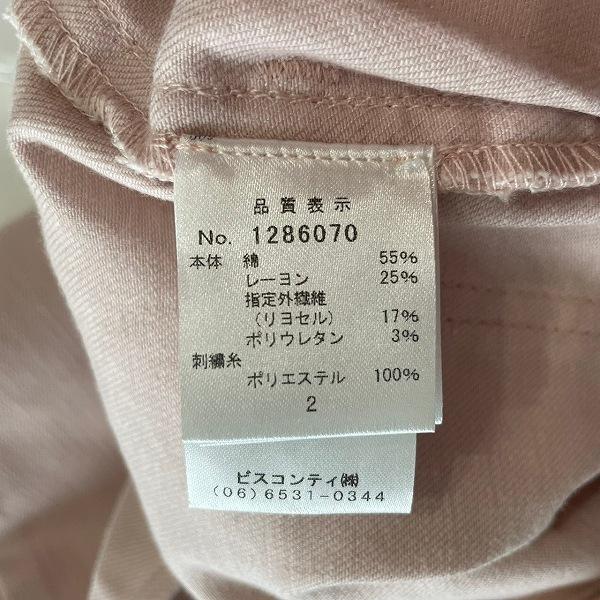 品質表示
No. 1286070
本体 綿 55%
レーヨン 25%
指定外繊維
(リヨセル) 17%
ポリウレタン 3%
刺繍糸
ポリエステル 100%
2
ビスコンティ㈱
(06)6531-0344